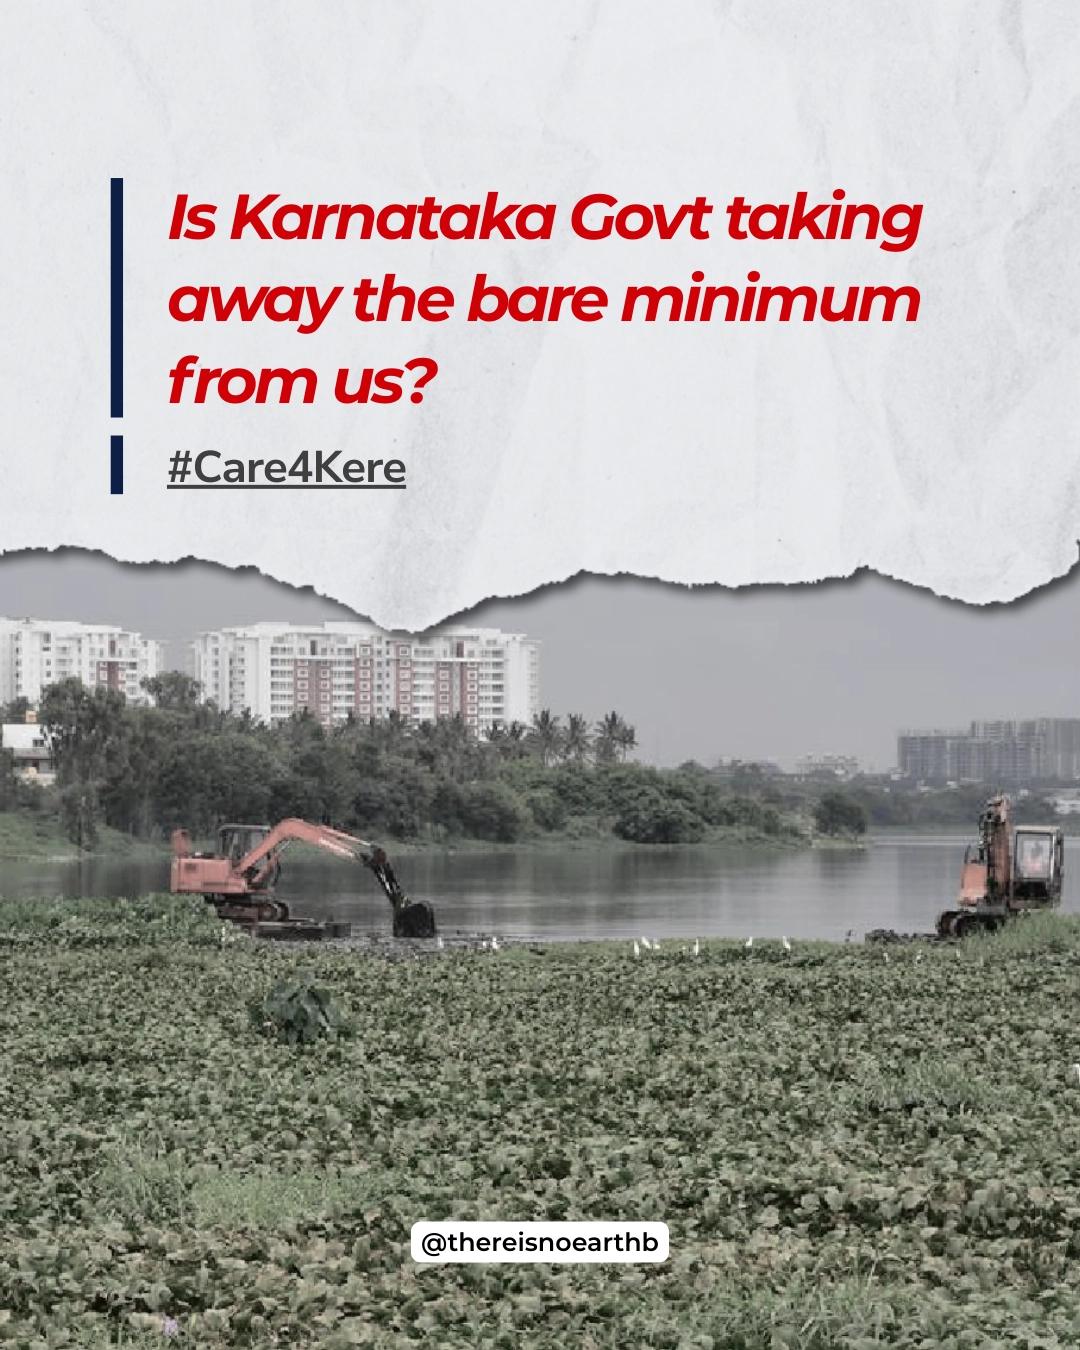 Is Karnataka Govt taking
away the bare minimum
from us?
#Care4Kere
@thereisnoearthb